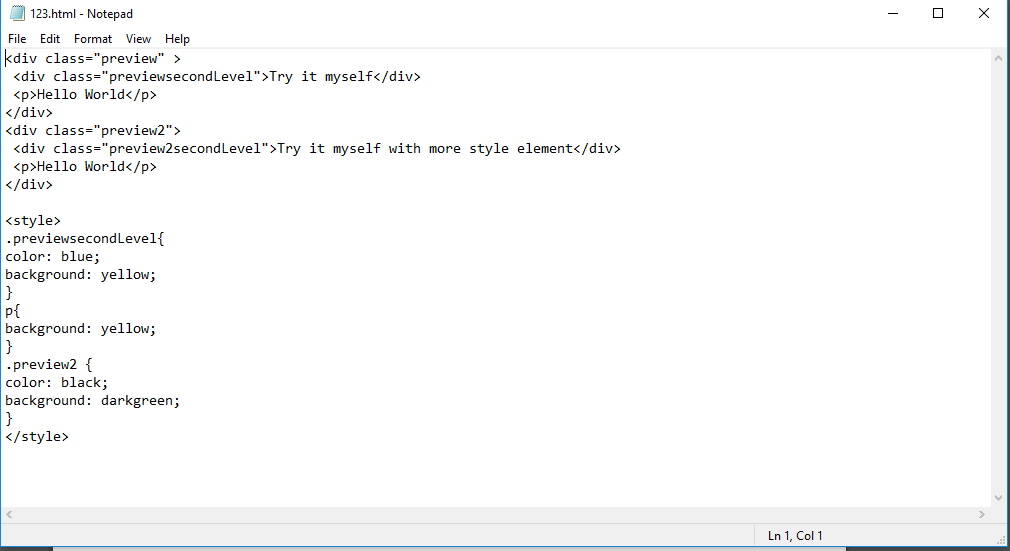 123.html - Notepad
File Edit Format View Help
<div class="preview" >
 <div class="previewsecondLevel">Try it myself</div>
 <p>Hello World</p>
</div>
<div class="preview2">
 <div class="preview2secondLevel">Try it myself with more style element</div>
 <p>Hello World</p>
</div>

<style>
.previewsecondLevel{
color: blue;
background: yellow;
}
p{
background: yellow;
}
.preview2 {
color: black;
background: darkgreen;
}
</style>
Ln 1, Col 1